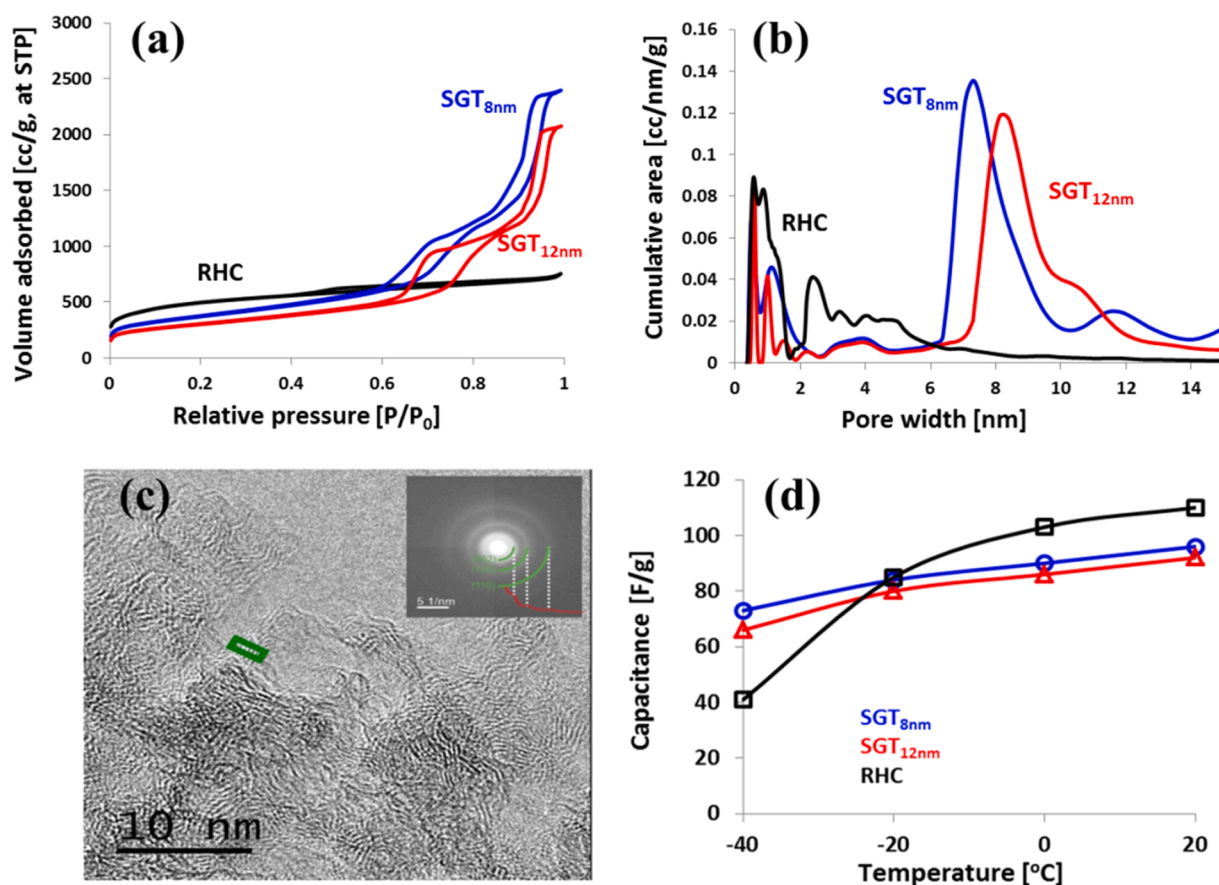 (a)
Volume adsorbed [cc/g, at STP]
3000
2500
2000
1500
1000
500
0
SGT8nm
SGT12nm
RHC
0 0.2 0.4 0.6 0.8 1
Relative pressure [P/P0]
(b)
Cumulative area [cc/nm/g]
0.16
0.14
0.12
0.1
0.08
0.06
0.04
0.02
0
SGT8nm
SGT12nm
RHC
0 2 4 6 8 10 12 14
Pore width [nm]
(c)
5 1/nm
10 nm
(d)
Capacitance [F/g]
120
100
80
60
40
20
0
SGT8nm
SGT12nm
RHC
-40 -20 0 20
Temperature [oC]